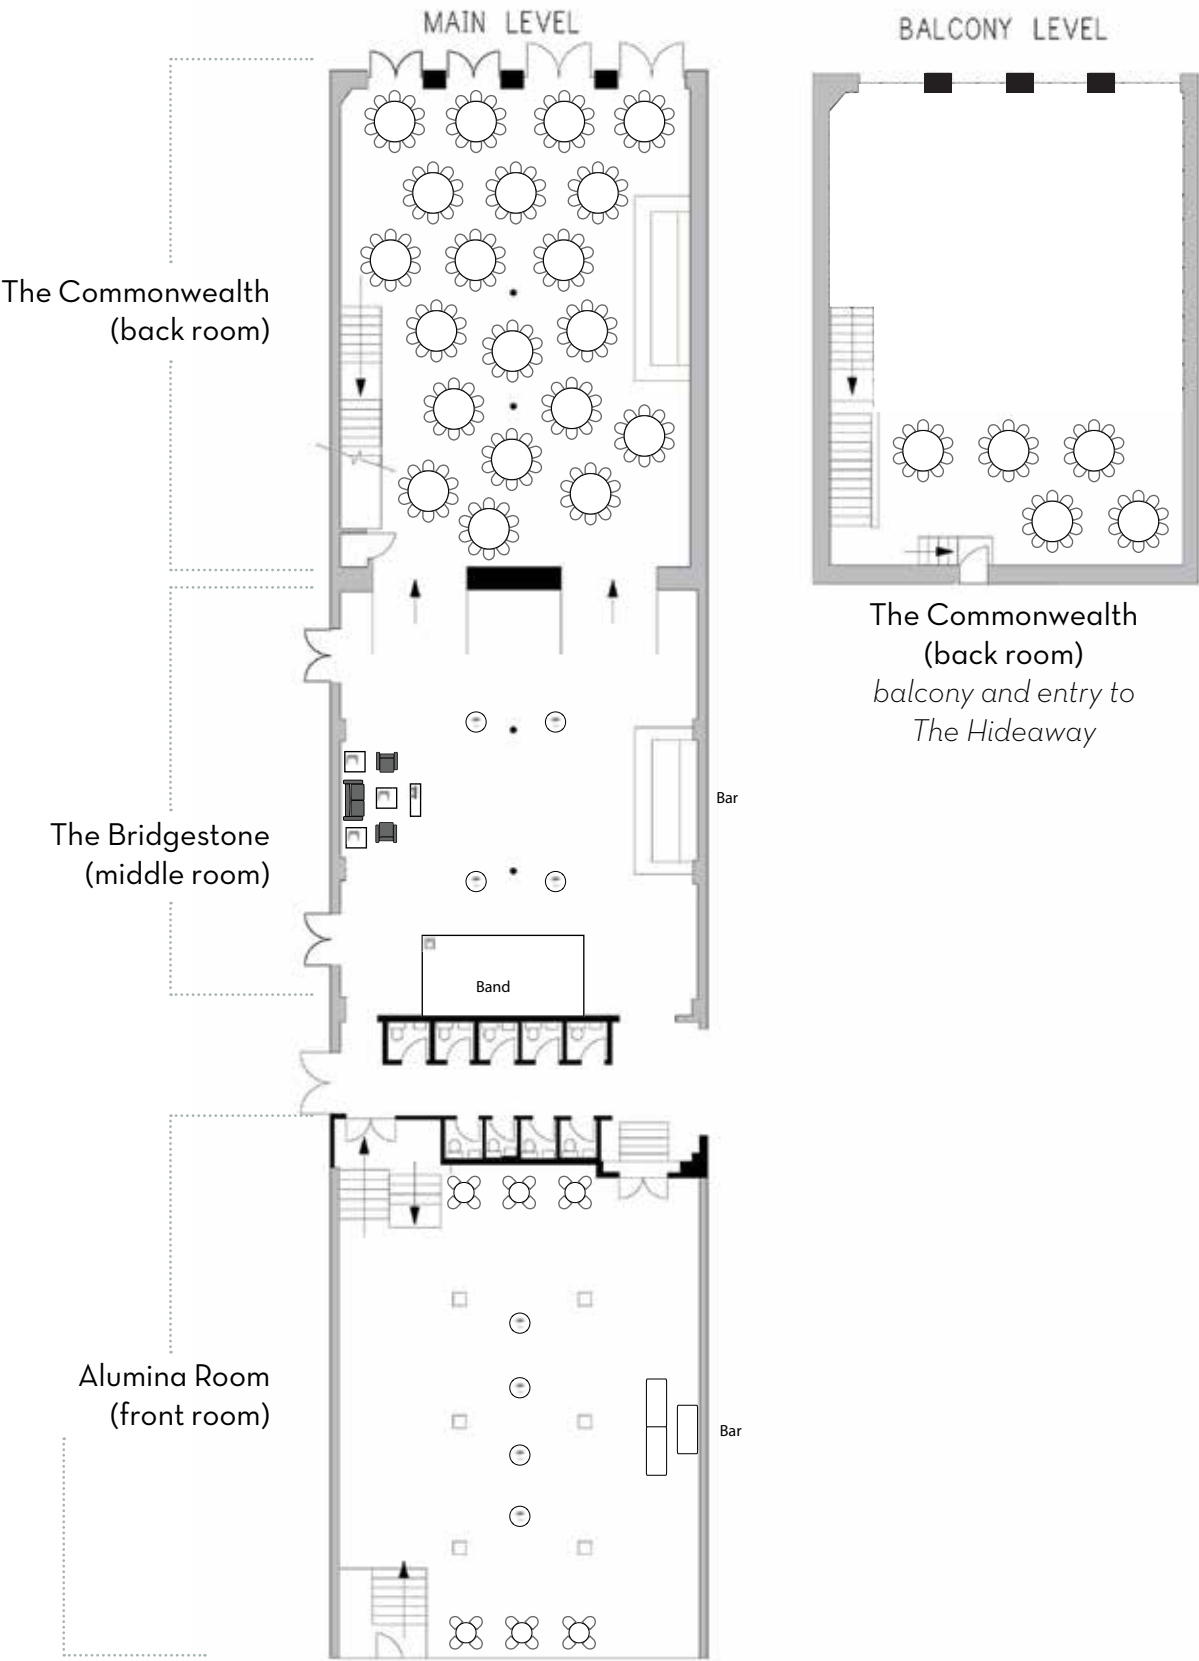 MAIN LEVEL
BALCONY LEVEL
The Commonwealth
(back room)
The Commonwealth
(back room)
balcony and entry to
The Hideaway
Bar
The Bridgestone
(middle room)
Band
Alumina Room
(front room)
Bar